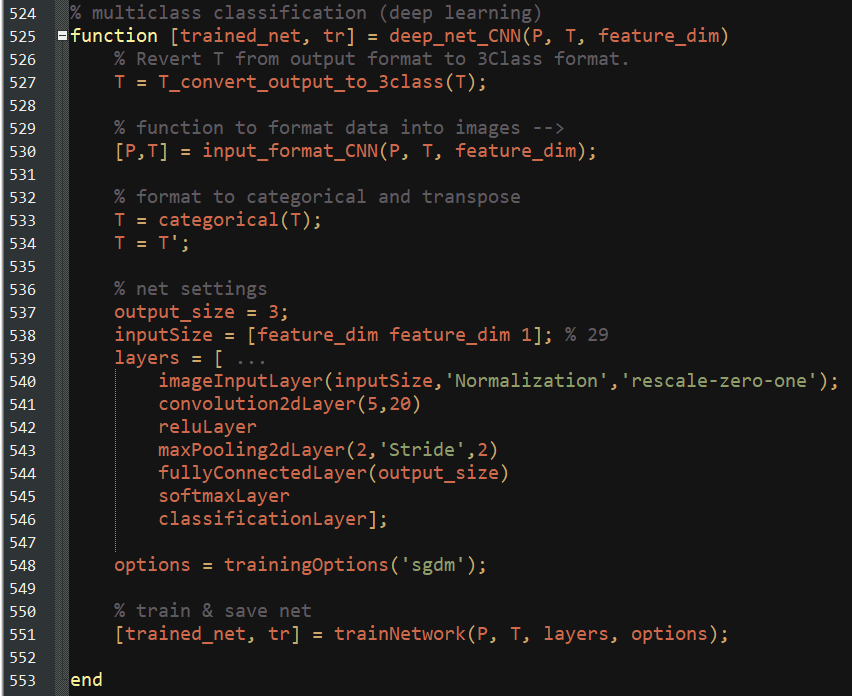 524 % multiclass classification (deep learning)
525 function [trained_net, tr] = deep_net_CNN(P, T, feature_dim)
526     % Revert T from output format to 3Class format.
527     T = T_convert_output_to_3class(T);
528
529     % function to format data into images -->
530     [P,T] = input_format_CNN(P, T, feature_dim);
531
532     % format to categorical and transpose
533     T = categorical(T);
534     T = T';
535
536     % net settings
537     output_size = 3;
538     inputSize = [feature_dim feature_dim 1]; % 29
539     layers = [ ...
540         imageInputLayer(inputSize,'Normalization','rescale-zero-one');
541         convolution2dLayer(5,20)
542         reluLayer
543         maxPooling2dLayer(2,'Stride',2)
544         fullyConnectedLayer(output_size)
545         softmaxLayer
546         classificationLayer];
547
548     options = trainingOptions('sgdm');
549
550     % train & save net
551     [trained_net, tr] = trainNetwork(P, T, layers, options);
552
553 end